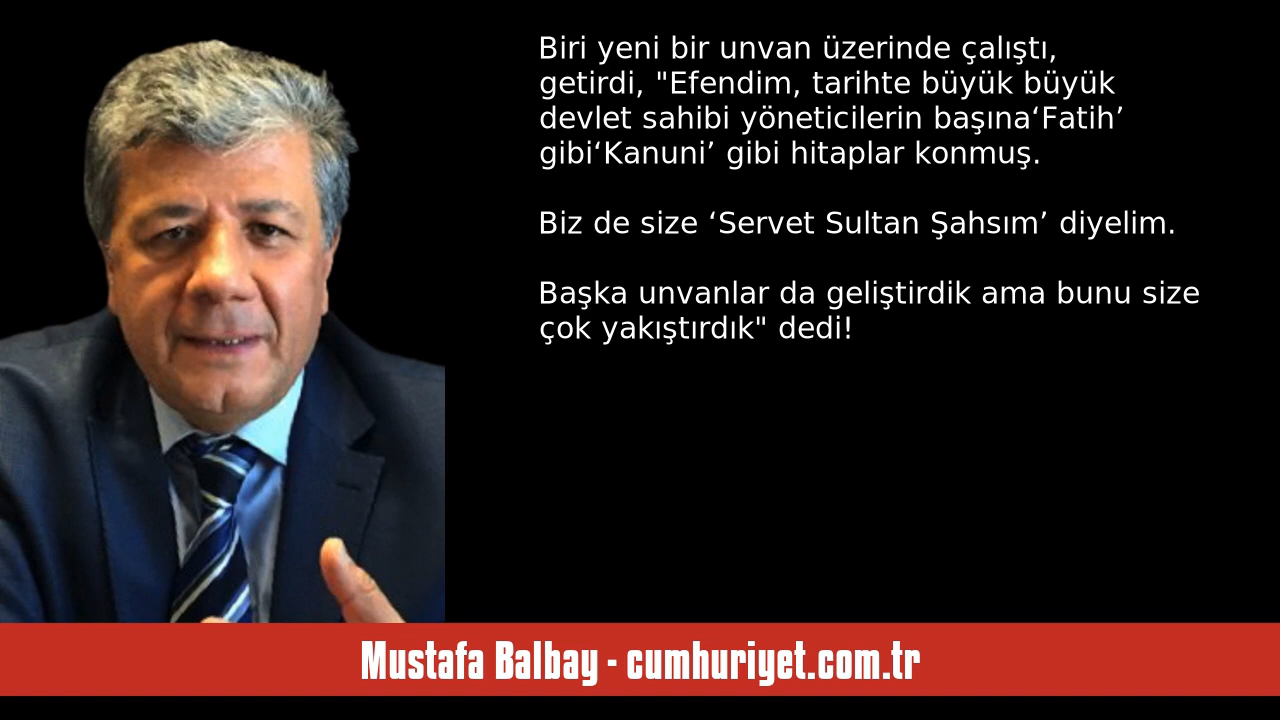 Biri yeni bir unvan üzerinde çalıştı,
getirdi, "Efendim, tarihte büyük büyük
devlet sahibi yöneticilerin başına‘Fatih’
gibi‘Kanuni’ gibi hitaplar konmuş.
Biz de size ‘Servet Sultan Şahsım’ diyelim.
Başka unvanlar da geliştirdik ama bunu size
çok yakıştırdık" dedi!
Mustafa Balbay - cumhuriyet.com.tr